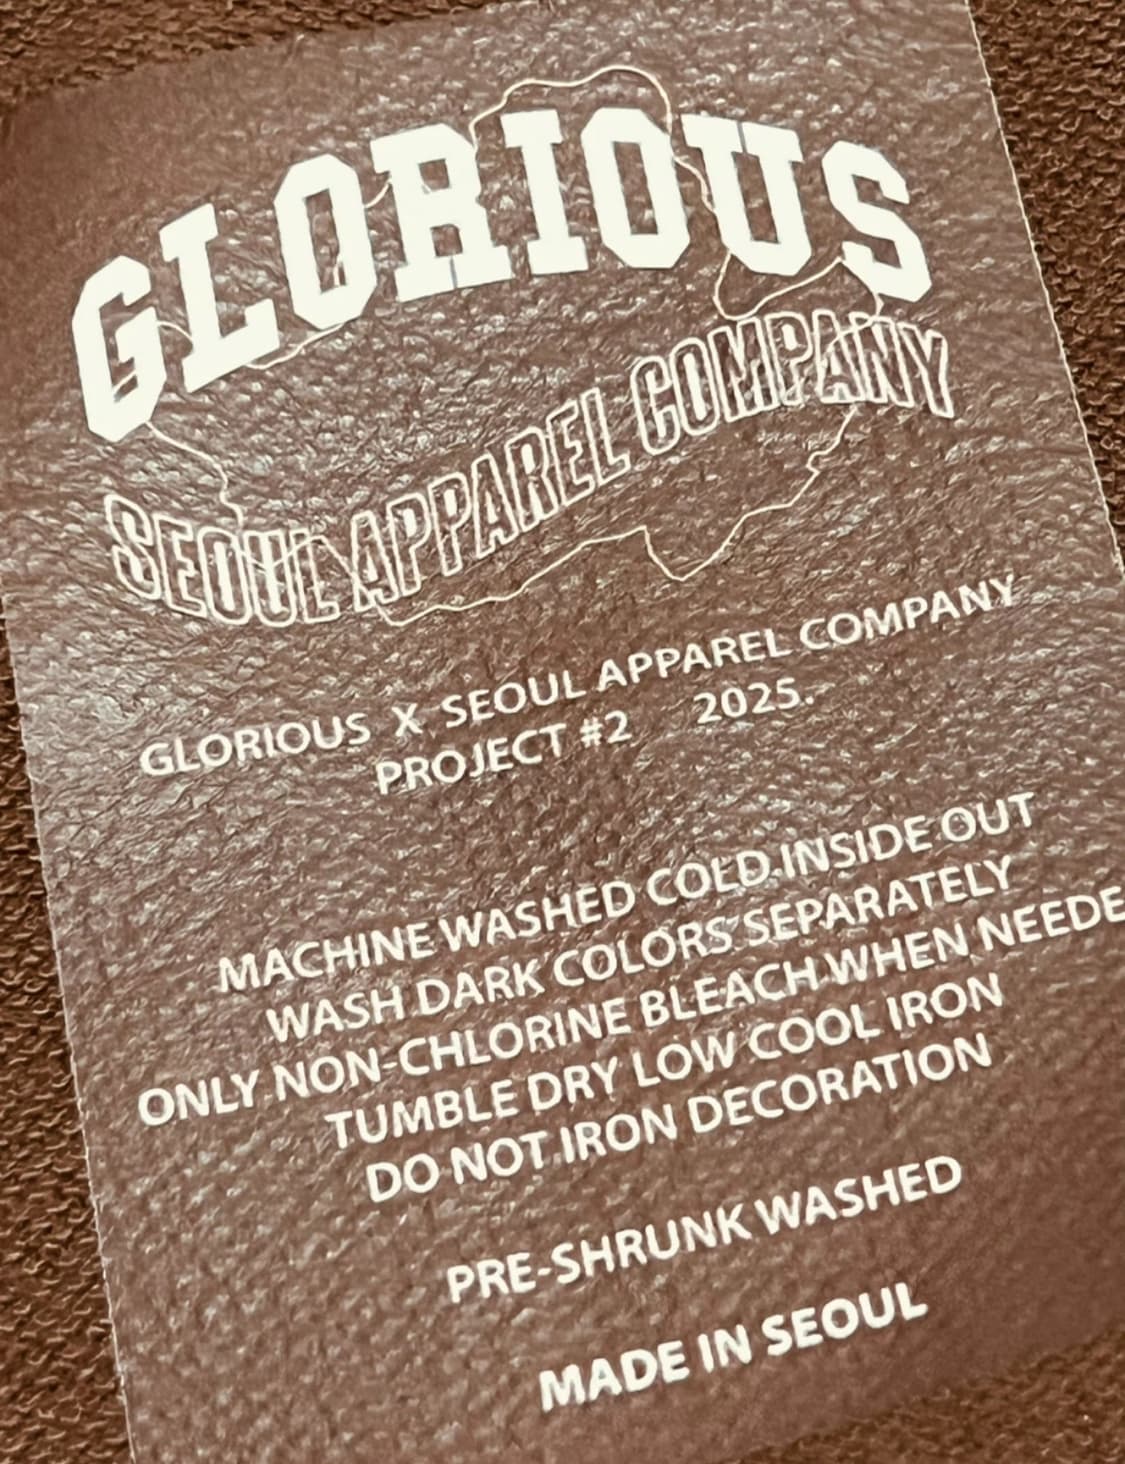 GLORIOUS
SEOUL APPAREL COMPANY
GLORIOUS X SEOUL APPAREL COMPANY
PROJECT #2 2025.
MACHINE WASHED COLD.INSIDE OUT
WASH DARK COLORS SEPARATELY
ONLY NON-CHLORINE BLEACH WHEN NEEDE
TUMBLE DRY LOW COOL IRON
DO NOT IRON DECORATION
PRE-SHRUNK WASHED
MADE IN SEOUL